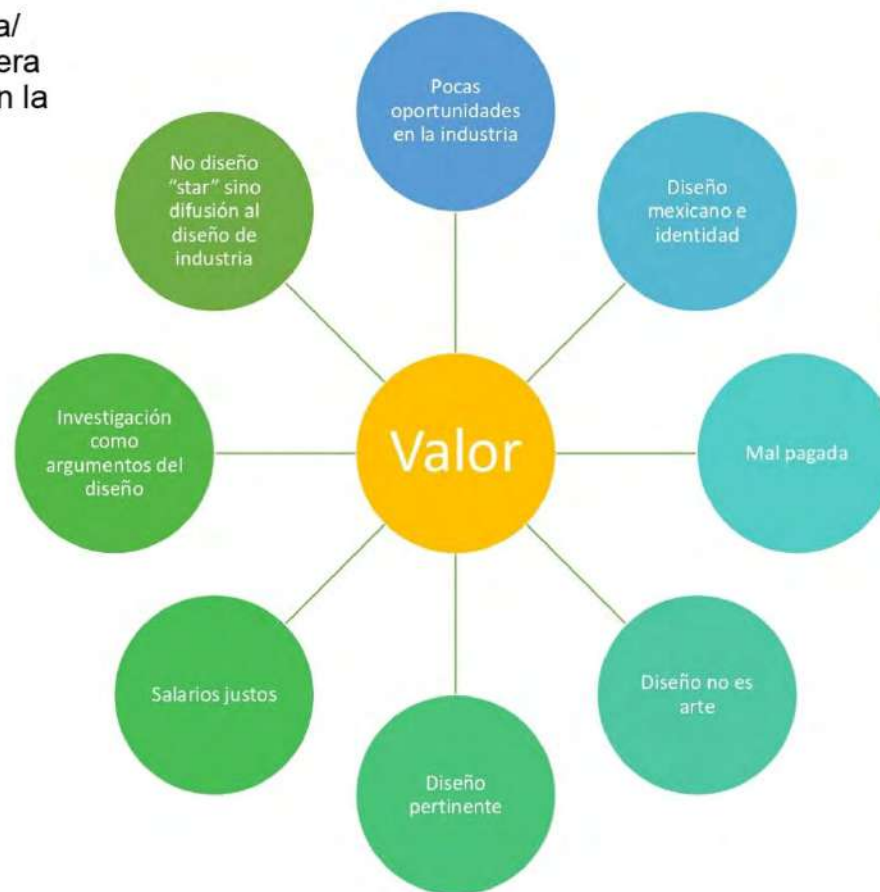 a/
era
n la
Pocas
oportunidades
en la industria
Diseño
mexicano e
identidad
Mal pagada
Diseño no es
arte
Diseño
pertinente
Salarios justos
Investigación
como
argumentos del
diseño
No diseño
"star" sino
difusión al
diseño de
industria
Valor